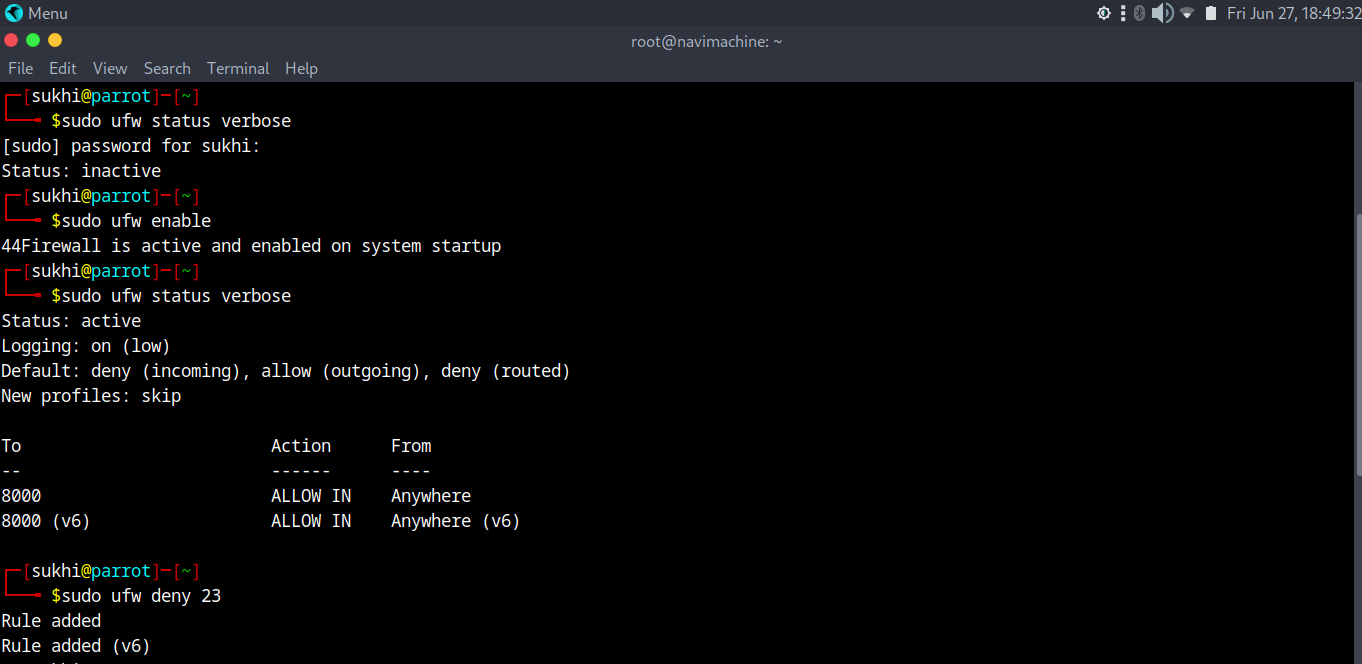 Menu
Fri Jun 27, 18:49:32
root@navimachine: ~
File Edit View Search Terminal Help
[sukhi@parrot]─[~]
$sudo ufw status verbose
[sudo] password for sukhi:
Status: inactive
[sukhi@parrot]─[~]
$sudo ufw enable
44Firewall is active and enabled on system startup
[sukhi@parrot]─[~]
$sudo ufw status verbose
Status: active
Logging: on (low)
Default: deny (incoming), allow (outgoing), deny (routed)
New profiles: skip
To Action From
-- ------ ----
8000 ALLOW IN Anywhere
8000 (v6) ALLOW IN Anywhere (v6)
[sukhi@parrot]─[~]
$sudo ufw deny 23
Rule added
Rule added (v6)